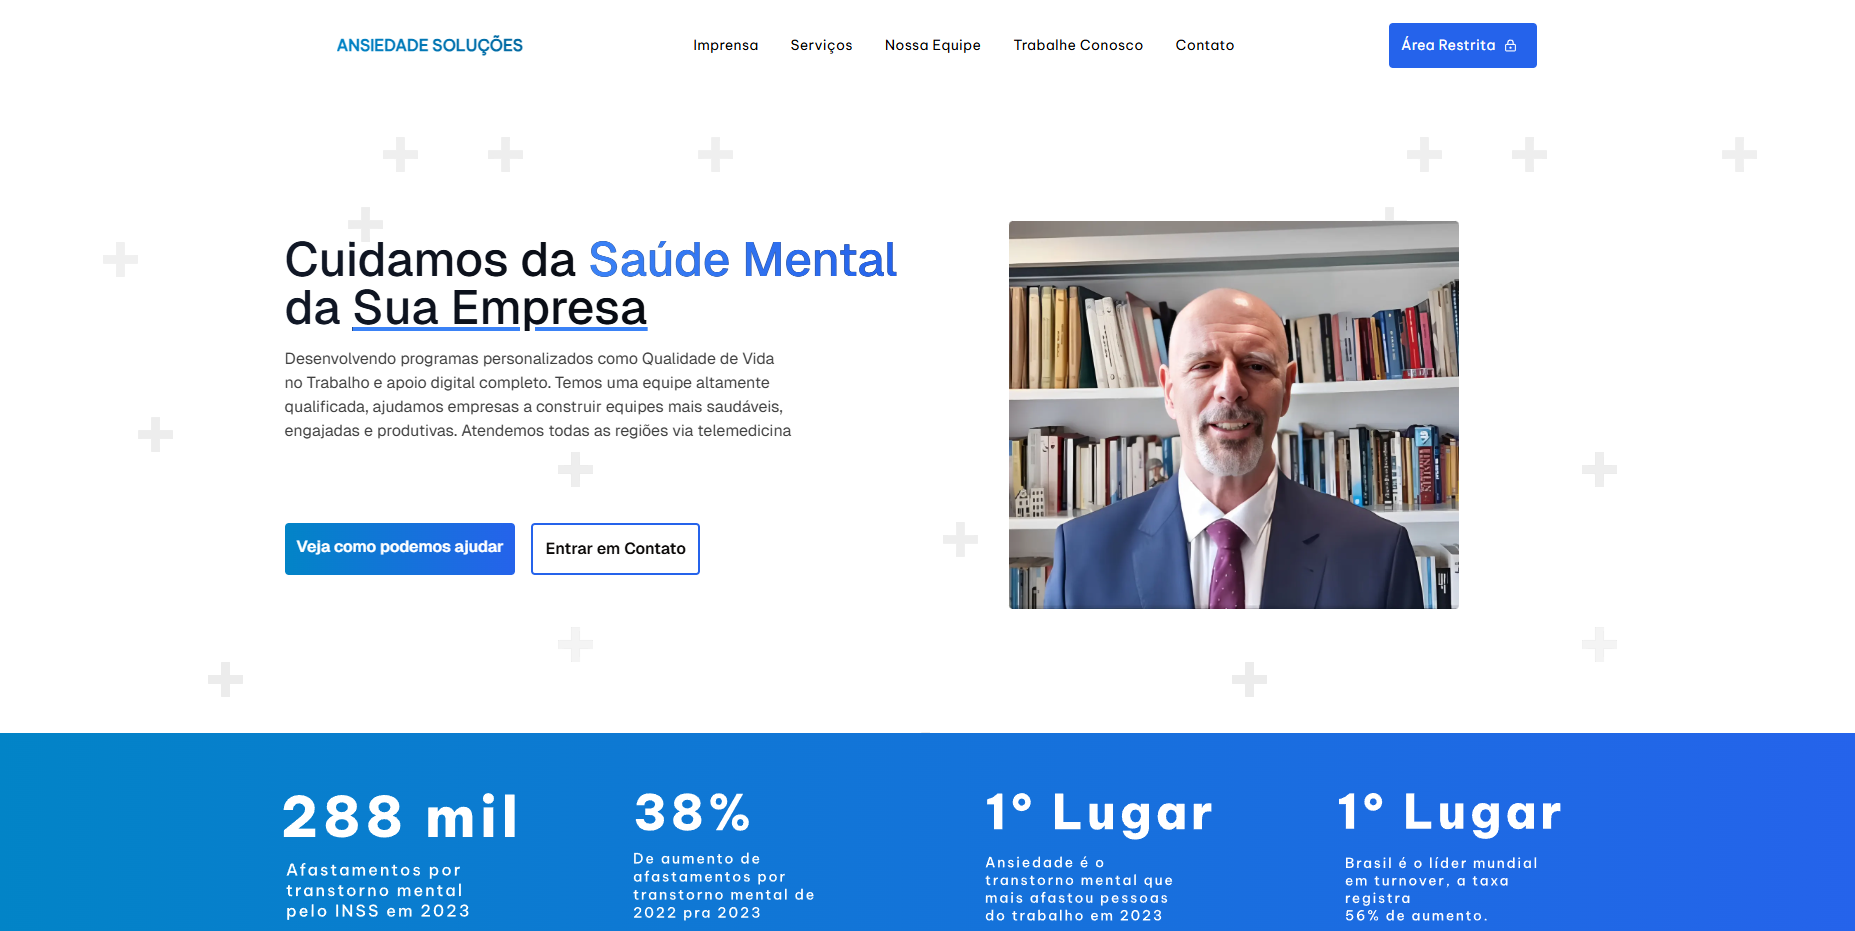 ANSIEDADE SOLUÇÕES
Imprensa
Serviços
Nossa Equipe
Trabalhe Conosco
Contato
Área Restrita
Cuidamos da Saúde Mental
da Sua Empresa
Desenvolvendo programas personalizados como Qualidade de Vida
no Trabalho e apoio digital completo. Temos uma equipe altamente
qualificada, ajudamos empresas a construir equipes mais saudáveis,
engajadas e produtivas. Atendemos todas as regiões via telemedicina
Veja como podemos ajudar
Entrar em Contato
288 mil
Afastamentos por
transtorno mental
pelo INSS em 2023
38%
De aumento de
afastamentos por
transtorno mental de
2022 pra 2023
1° Lugar
Ansiedade é o
transtorno mental que
mais afastou pessoas
do trabalho em 2023
1° Lugar
Brasil é o líder mundial
em turnover, a taxa
registra
56% de aumento.